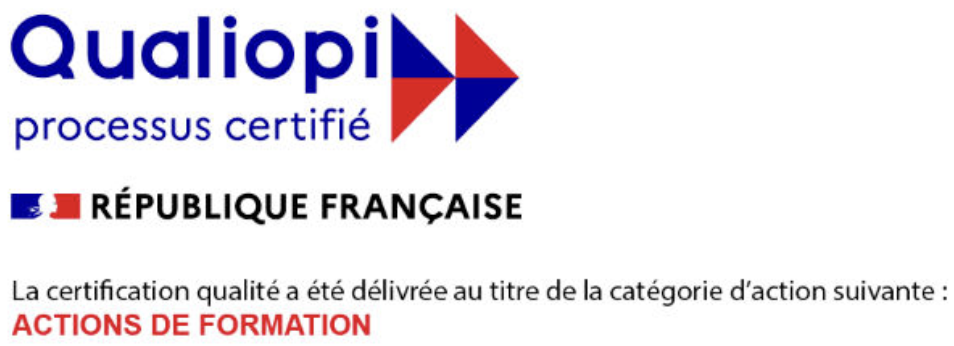 Qualiopi
processus certifié
RÉPUBLIQUE FRANÇAISE
La certification qualité a été délivrée au titre de la catégorie d'action suivante :
ACTIONS DE FORMATION